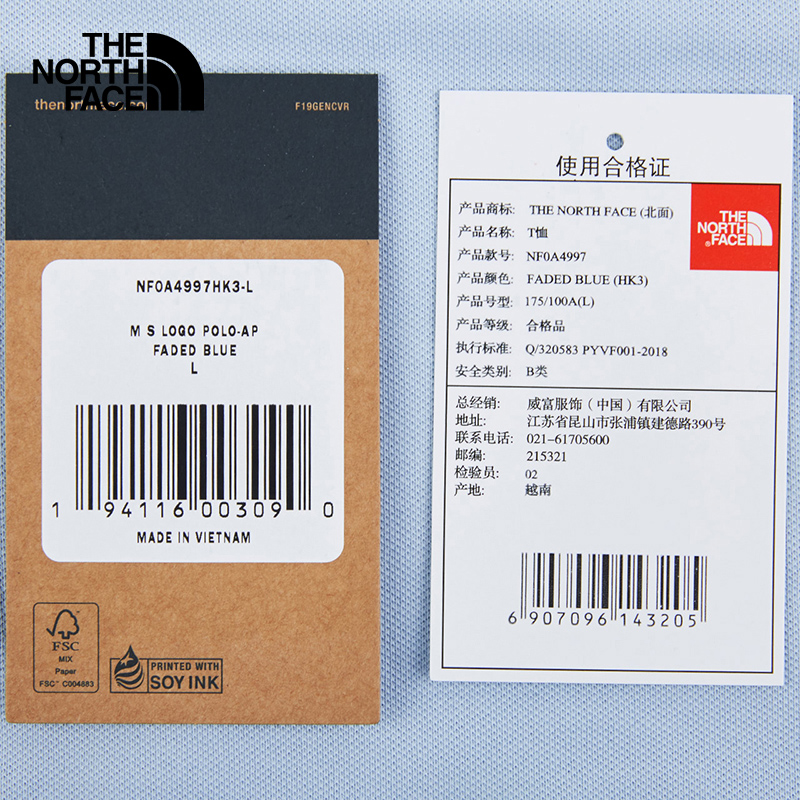 THE
NORTH
FACE
thenorthface.com
F19GENCVR
NF0A4997HK3-L
M S LOGO POLO-AP
FADED BLUE
L
1 94116 00309 0
MADE IN VIETNAM
FSC
MIX
Paper
FSC™ C004883
PRINTED WITH
SOY INK
使用合格证
THE
NORTH
FACE
产品商标: THE NORTH FACE (北面)
产品名称: T恤
产品款号: NF0A4997
产品颜色: FADED BLUE (HK3)
产品号型: 175/100A(L)
产品等级: 合格品
执行标准: Q/320583 PYVF001-2018
安全类别: B类
总经销: 威富服饰（中国）有限公司
地址: 江苏省昆山市张浦镇建德路390号
联系电话: 021-61705600
邮编: 215321
检验员: 02
产地: 越南
6 907096 143205